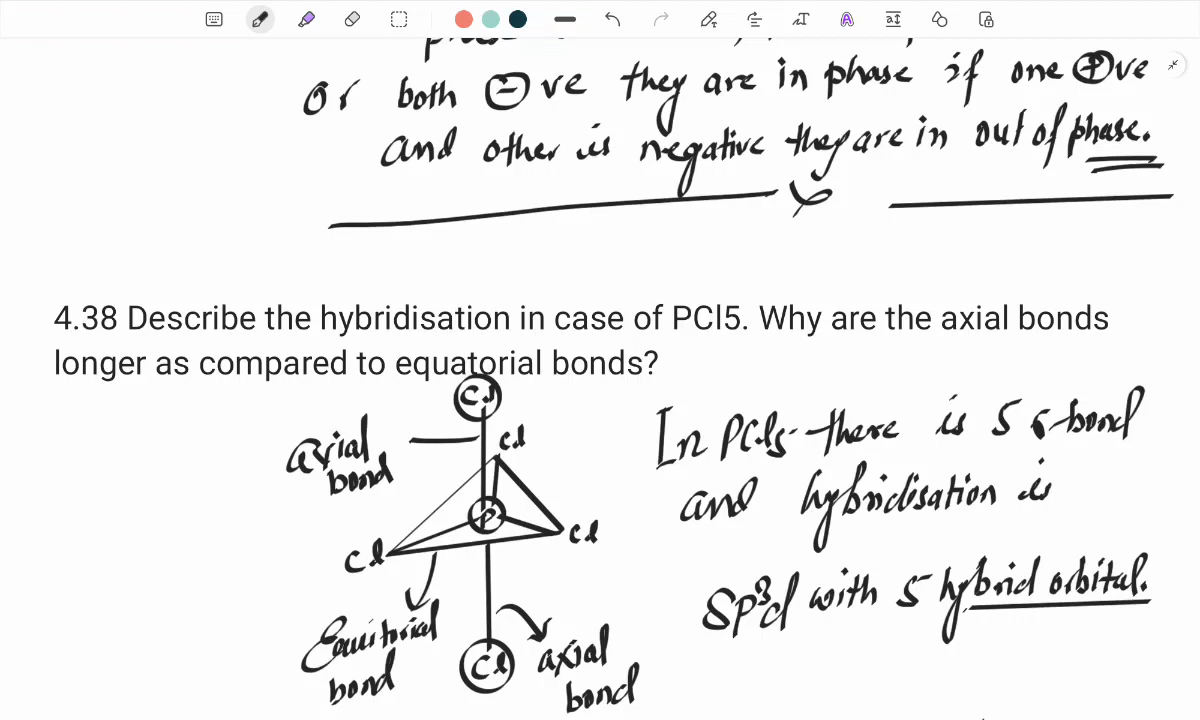 Or both ⊖ve they are in phase if one ⊕ve
and other is negative they are in out of phase.
4.38 Describe the hybridisation in case of PCl5. Why are the axial bonds
longer as compared to equatorial bonds?
Cl
axial
bond
Cl
P
Cl
Cl
Equitorial
bond
Cl
axial
bond
In PCl5 there is 5 σ-bond
and hybridisation is
Sp³d with 5 hybrid orbital.